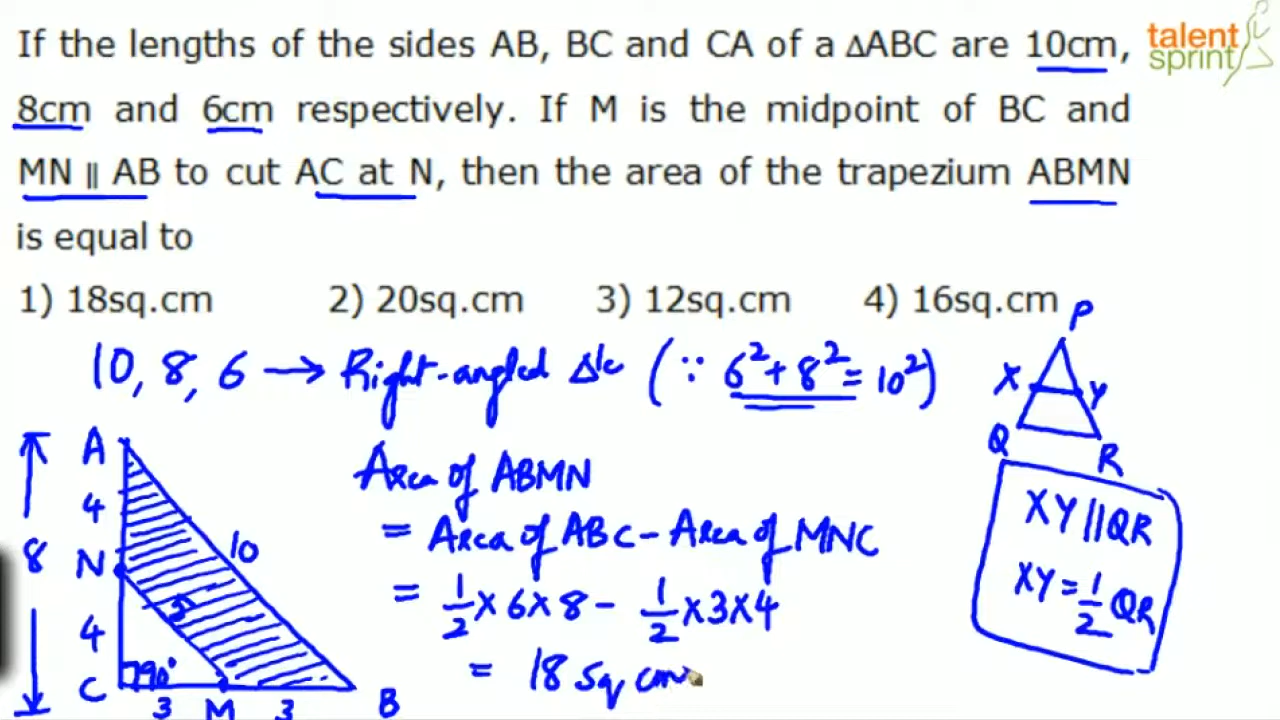 If the lengths of the sides AB, BC and CA of a ΔABC are 10cm,
talent
sprint
8cm and 6cm respectively. If M is the midpoint of BC and
MN ∥ AB to cut AC at N, then the area of the trapezium ABMN
is equal to
1) 18sq.cm 2) 20sq.cm 3) 12sq.cm 4) 16sq.cm
10, 8, 6 → Right-angled Δle (∵ 6² + 8² = 10²)
P
X Y
Q R
XY ∥ QR
XY = 1/2 QR
A
4
8 N 10
5
4
C 90°
3 M 3 B
Area of ABMN
= Area of ABC - Area of MNC
= 1/2 × 6 × 8 - 1/2 × 3 × 4
= 18 sq cm